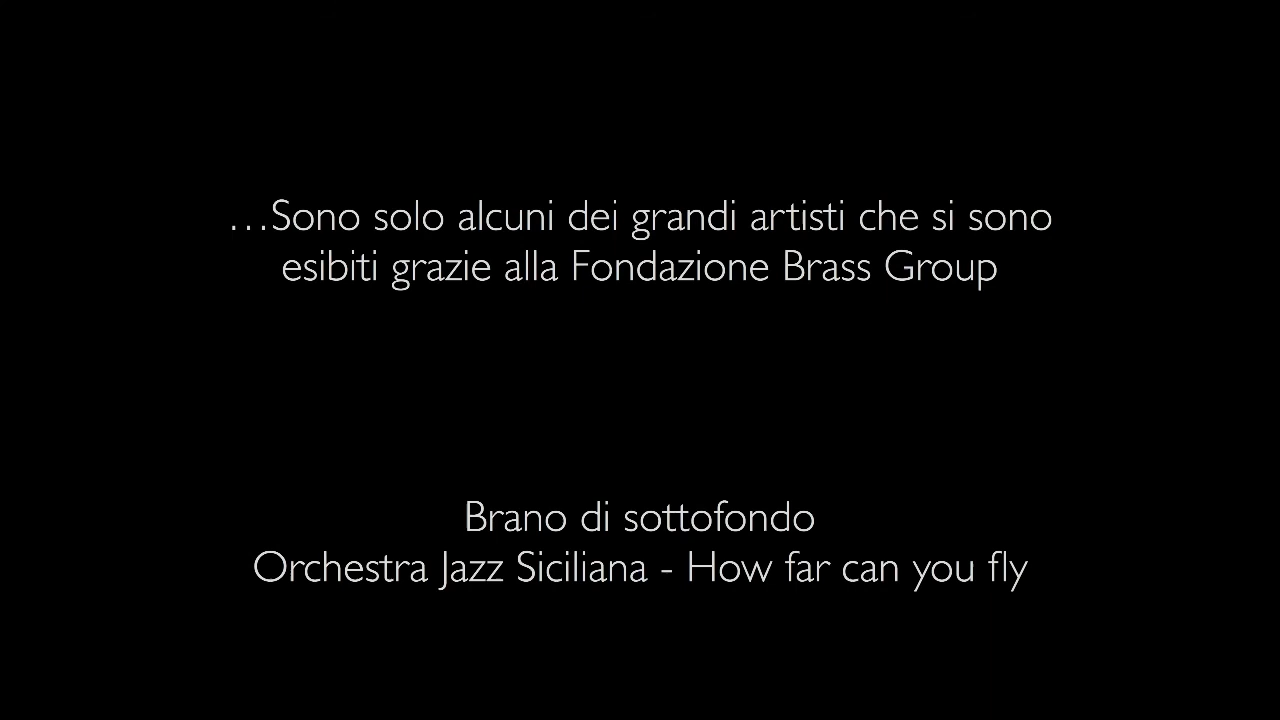 …Sono solo alcuni dei grandi artisti che si sono
esibiti grazie alla Fondazione Brass Group
Brano di sottofondo
Orchestra Jazz Siciliana - How far can you fly